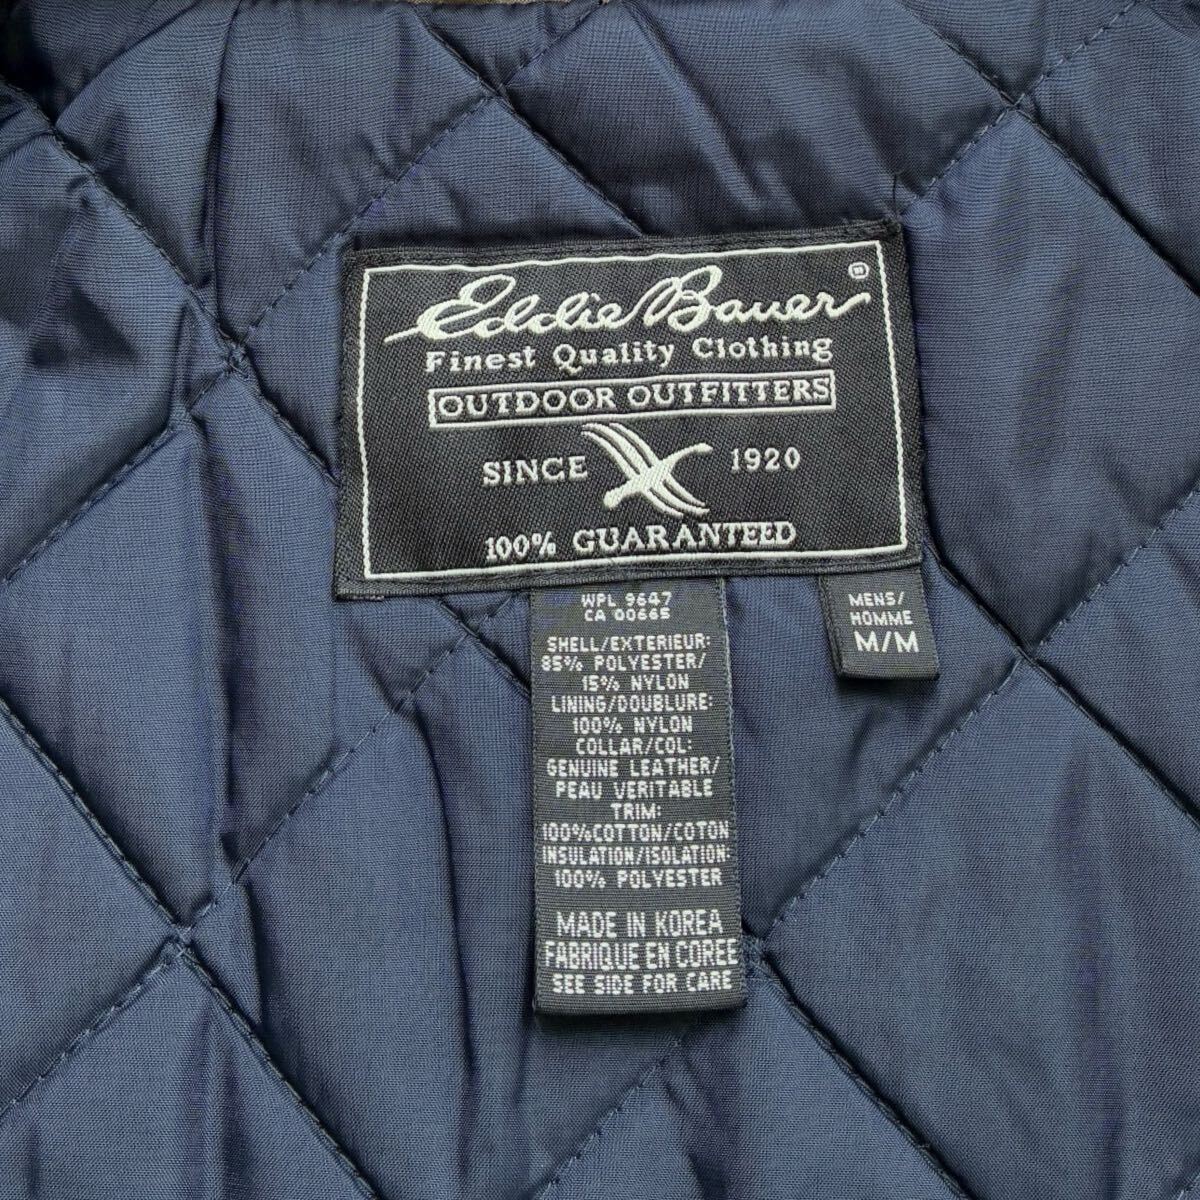 Eddie Bauer ®
Finest Quality Clothing
OUTDOOR OUTFITTERS
SINCE 1920
100% GUARANTEED
WPL 9647
CA 00665
SHELL/EXTERIEUR:
85% POLYESTER/
15% NYLON
LINING/DOUBLURE:
100% NYLON
COLLAR/COL:
GENUINE LEATHER/
PEAU VERITABLE
TRIM:
100%COTTON/COTON
INSULATION/ISOLATION:
100% POLYESTER
MADE IN KOREA
FABRIQUE EN COREE
SEE SIDE FOR CARE
MENS/
HOMME
M/M